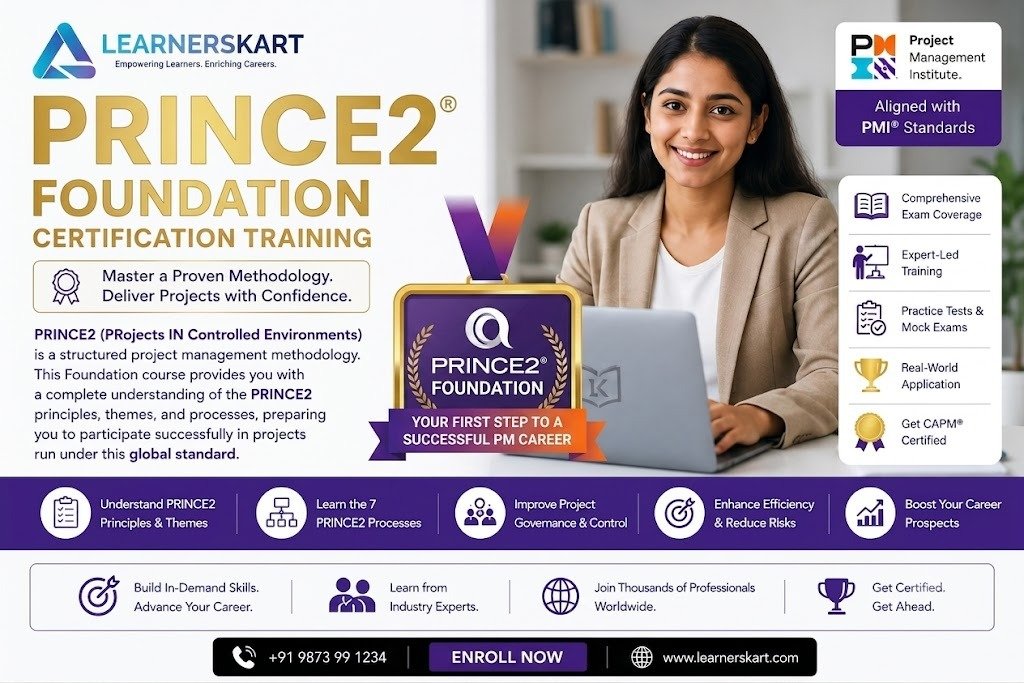 LEARNERSKART
Empowering Learners. Enriching Careers.
PRINCE2®
FOUNDATION
CERTIFICATION TRAINING
Master a Proven Methodology.
Deliver Projects with Confidence.
PRINCE2 (PRojects IN Controlled Environments)
is a structured project management methodology.
This Foundation course provides you with
a complete understanding of the PRINCE2
principles, themes, and processes, preparing
you to participate successfully in projects
run under this global standard.
PRINCE2®
FOUNDATION
YOUR FIRST STEP TO A
SUCCESSFUL PM CAREER
K
Project
Management
Institute.
Aligned with
PMI® Standards
Comprehensive
Exam Coverage
Expert-Led
Training
Practice Tests &
Mock Exams
Real-World
Application
Get CAPM®
Certified
Understand PRINCE2
Principles & Themes
Learn the 7
PRINCE2 Processes
Improve Project
Governance & Control
Enhance Efficiency
& Reduce Risks
Boost Your Career
Prospects
Build In-Demand Skills.
Advance Your Career.
Learn from
Industry Experts.
Join Thousands of Professionals
Worldwide.
Get Certified.
Get Ahead.
+91 9873 99 1234
ENROLL NOW
www.learnerskart.com